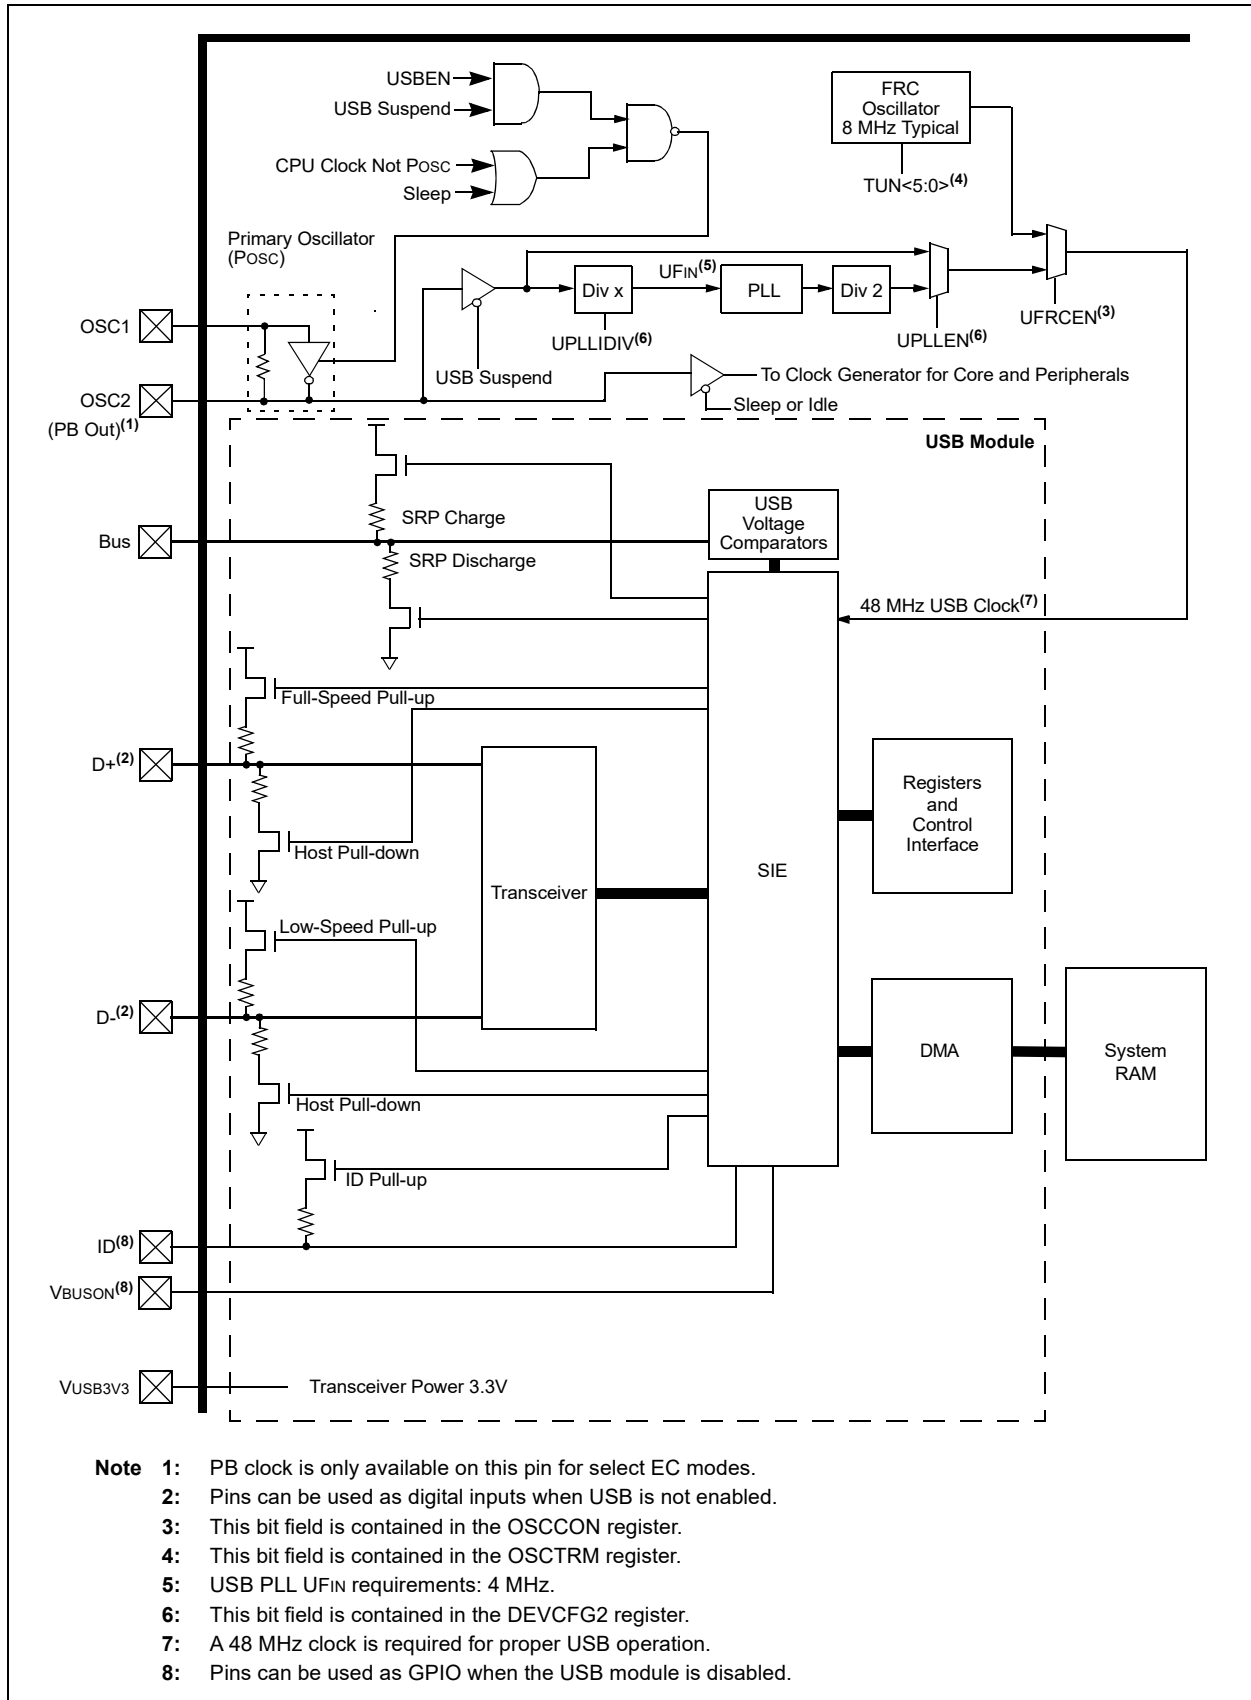 USBEN
USB Suspend
CPU Clock Not POSC
Sleep
FRC
Oscillator
8 MHz Typical
TUN<5:0>(4)
Primary Oscillator
(POSC)
UFIN(5)
Div x
PLL
Div 2
UPLLIDIV(6)
UPLLEN(6)
UFRCEN(3)
OSC1
USB Suspend
To Clock Generator for Core and Peripherals
OSC2
(PB Out)(1)
Sleep or Idle
USB Module
USB
Voltage
Comparators
SRP Charge
Bus
SRP Discharge
48 MHz USB Clock(7)
Full-Speed Pull-up
D+(2)
Registers
and
Control
Interface
Host Pull-down
SIE
Transceiver
Low-Speed Pull-up
D-(2)
DMA
System
RAM
Host Pull-down
ID Pull-up
ID(8)
VBUSON(8)
VUSB3V3
Transceiver Power 3.3V
Note 1: PB clock is only available on this pin for select EC modes.
2: Pins can be used as digital inputs when USB is not enabled.
3: This bit field is contained in the OSCCON register.
4: This bit field is contained in the OSCTRM register.
5: USB PLL UFIN requirements: 4 MHz.
6: This bit field is contained in the DEVCFG2 register.
7: A 48 MHz clock is required for proper USB operation.
8: Pins can be used as GPIO when the USB module is disabled.